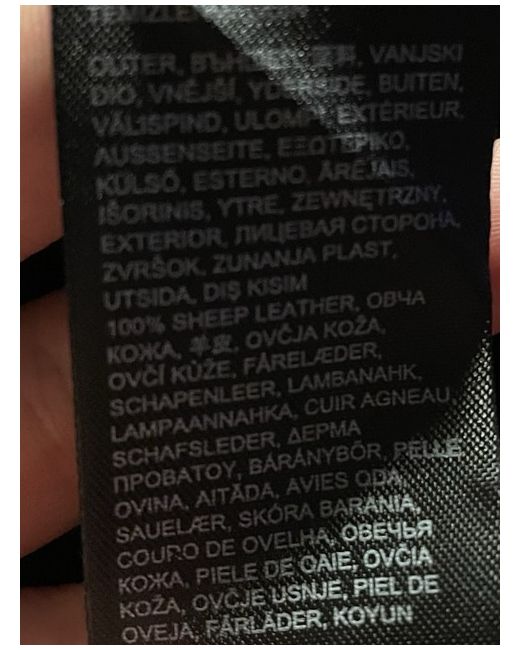 OUTER, ВЪНШНО, 面料, VANJSKI
DIO, VNĚJŠÍ, YDERSIDE, BUITEN,
VÄLISPIND, ULOMPI, EXTÉRIEUR,
AUSSENSEITE, ΕΞΩΤΕΡΙΚΟ,
KÜLSŐ, ESTERNO, ĀRĒJAIS,
IŠORINIS, YTRE, ZEWNĘTRZNY,
EXTERIOR, ЛИЦЕВАЯ СТОРОНА,
ZVRŠOK, ZUNANJA PLAST,
UTSIDA, DIŞ KISIM
100% SHEEP LEATHER, ОВЧА
КОЖА, 羊皮, OVČJA KOŽA,
OVČÍ KŮŽE, FÅRELÆDER,
SCHAPENLEER, LAMBANAHK,
LAMPAANNAHKA, CUIR AGNEAU,
SCHAFSLEDER, ΔΕΡΜΑ
ΠΡΟΒΑΤΟΥ, BÁRÁNYBŐR, PELLE
OVINA, AITĀDA, AVIES ODA,
SAUELÆR, SKÓRA BARANIA,
COURO DE OVELHA, ОВЕЧЬЯ
КОЖА, PIELE DE OAIE, OVČIA
KOŽA, OVČJE USNJE, PIEL DE
OVEJA, FÅRLÄDER, KOYUN